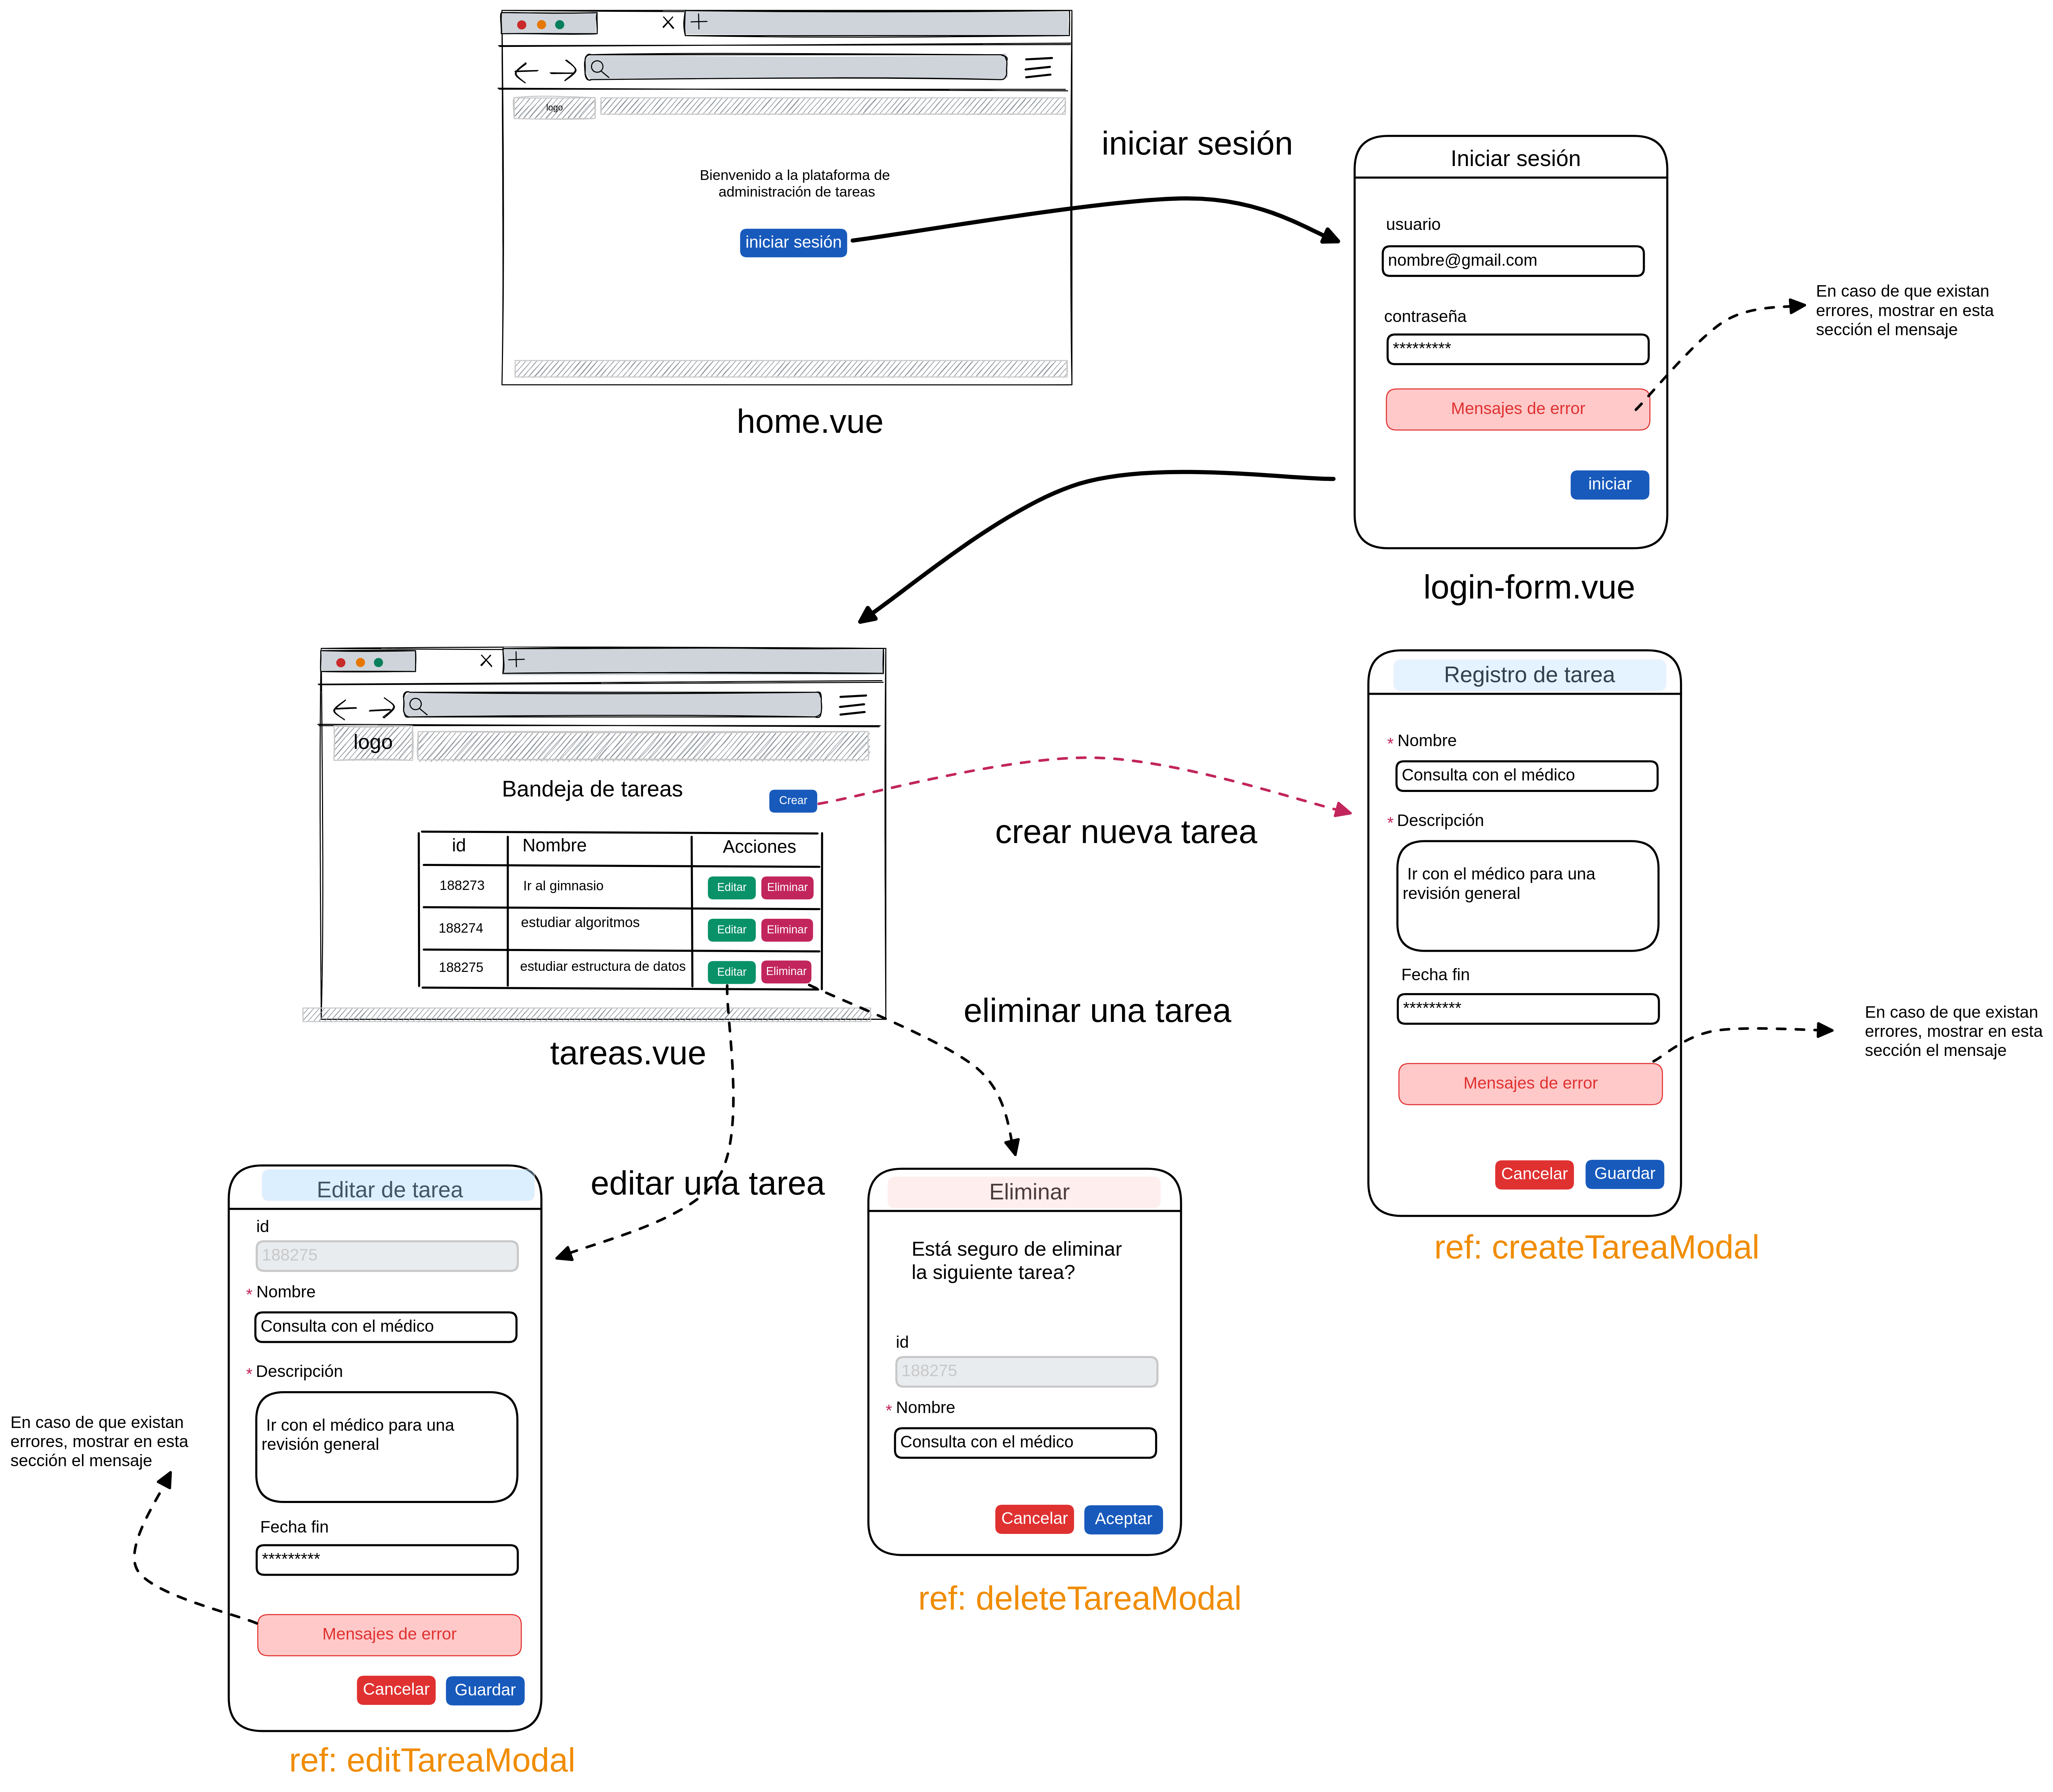 logo
Bienvenido a la plataforma de
administración de tareas
iniciar sesión
home.vue
iniciar sesión
Iniciar sesión
usuario
nombre@gmail.com
contraseña
*********
Mensajes de error
iniciar
login-form.vue
En caso de que existan
errores, mostrar en esta
sección el mensaje
logo
Bandeja de tareas
Crear
id Nombre Acciones
188273 Ir al gimnasio Editar Eliminar
188274 estudiar algoritmos Editar Eliminar
188275 estudiar estructura de datos Editar Eliminar
tareas.vue
crear nueva tarea
eliminar una tarea
editar una tarea
Registro de tarea
* Nombre
Consulta con el médico
* Descripción
Ir con el médico para una
revisión general
Fecha fin
*********
Mensajes de error
Cancelar Guardar
ref: createTareaModal
En caso de que existan
errores, mostrar en esta
sección el mensaje
Editar de tarea
id
188275
* Nombre
Consulta con el médico
* Descripción
Ir con el médico para una
revisión general
Fecha fin
*********
Mensajes de error
Cancelar Guardar
ref: editTareaModal
En caso de que existan
errores, mostrar en esta
sección el mensaje
Eliminar
Está seguro de eliminar
la siguiente tarea?
id
188275
* Nombre
Consulta con el médico
Cancelar Aceptar
ref: deleteTareaModal